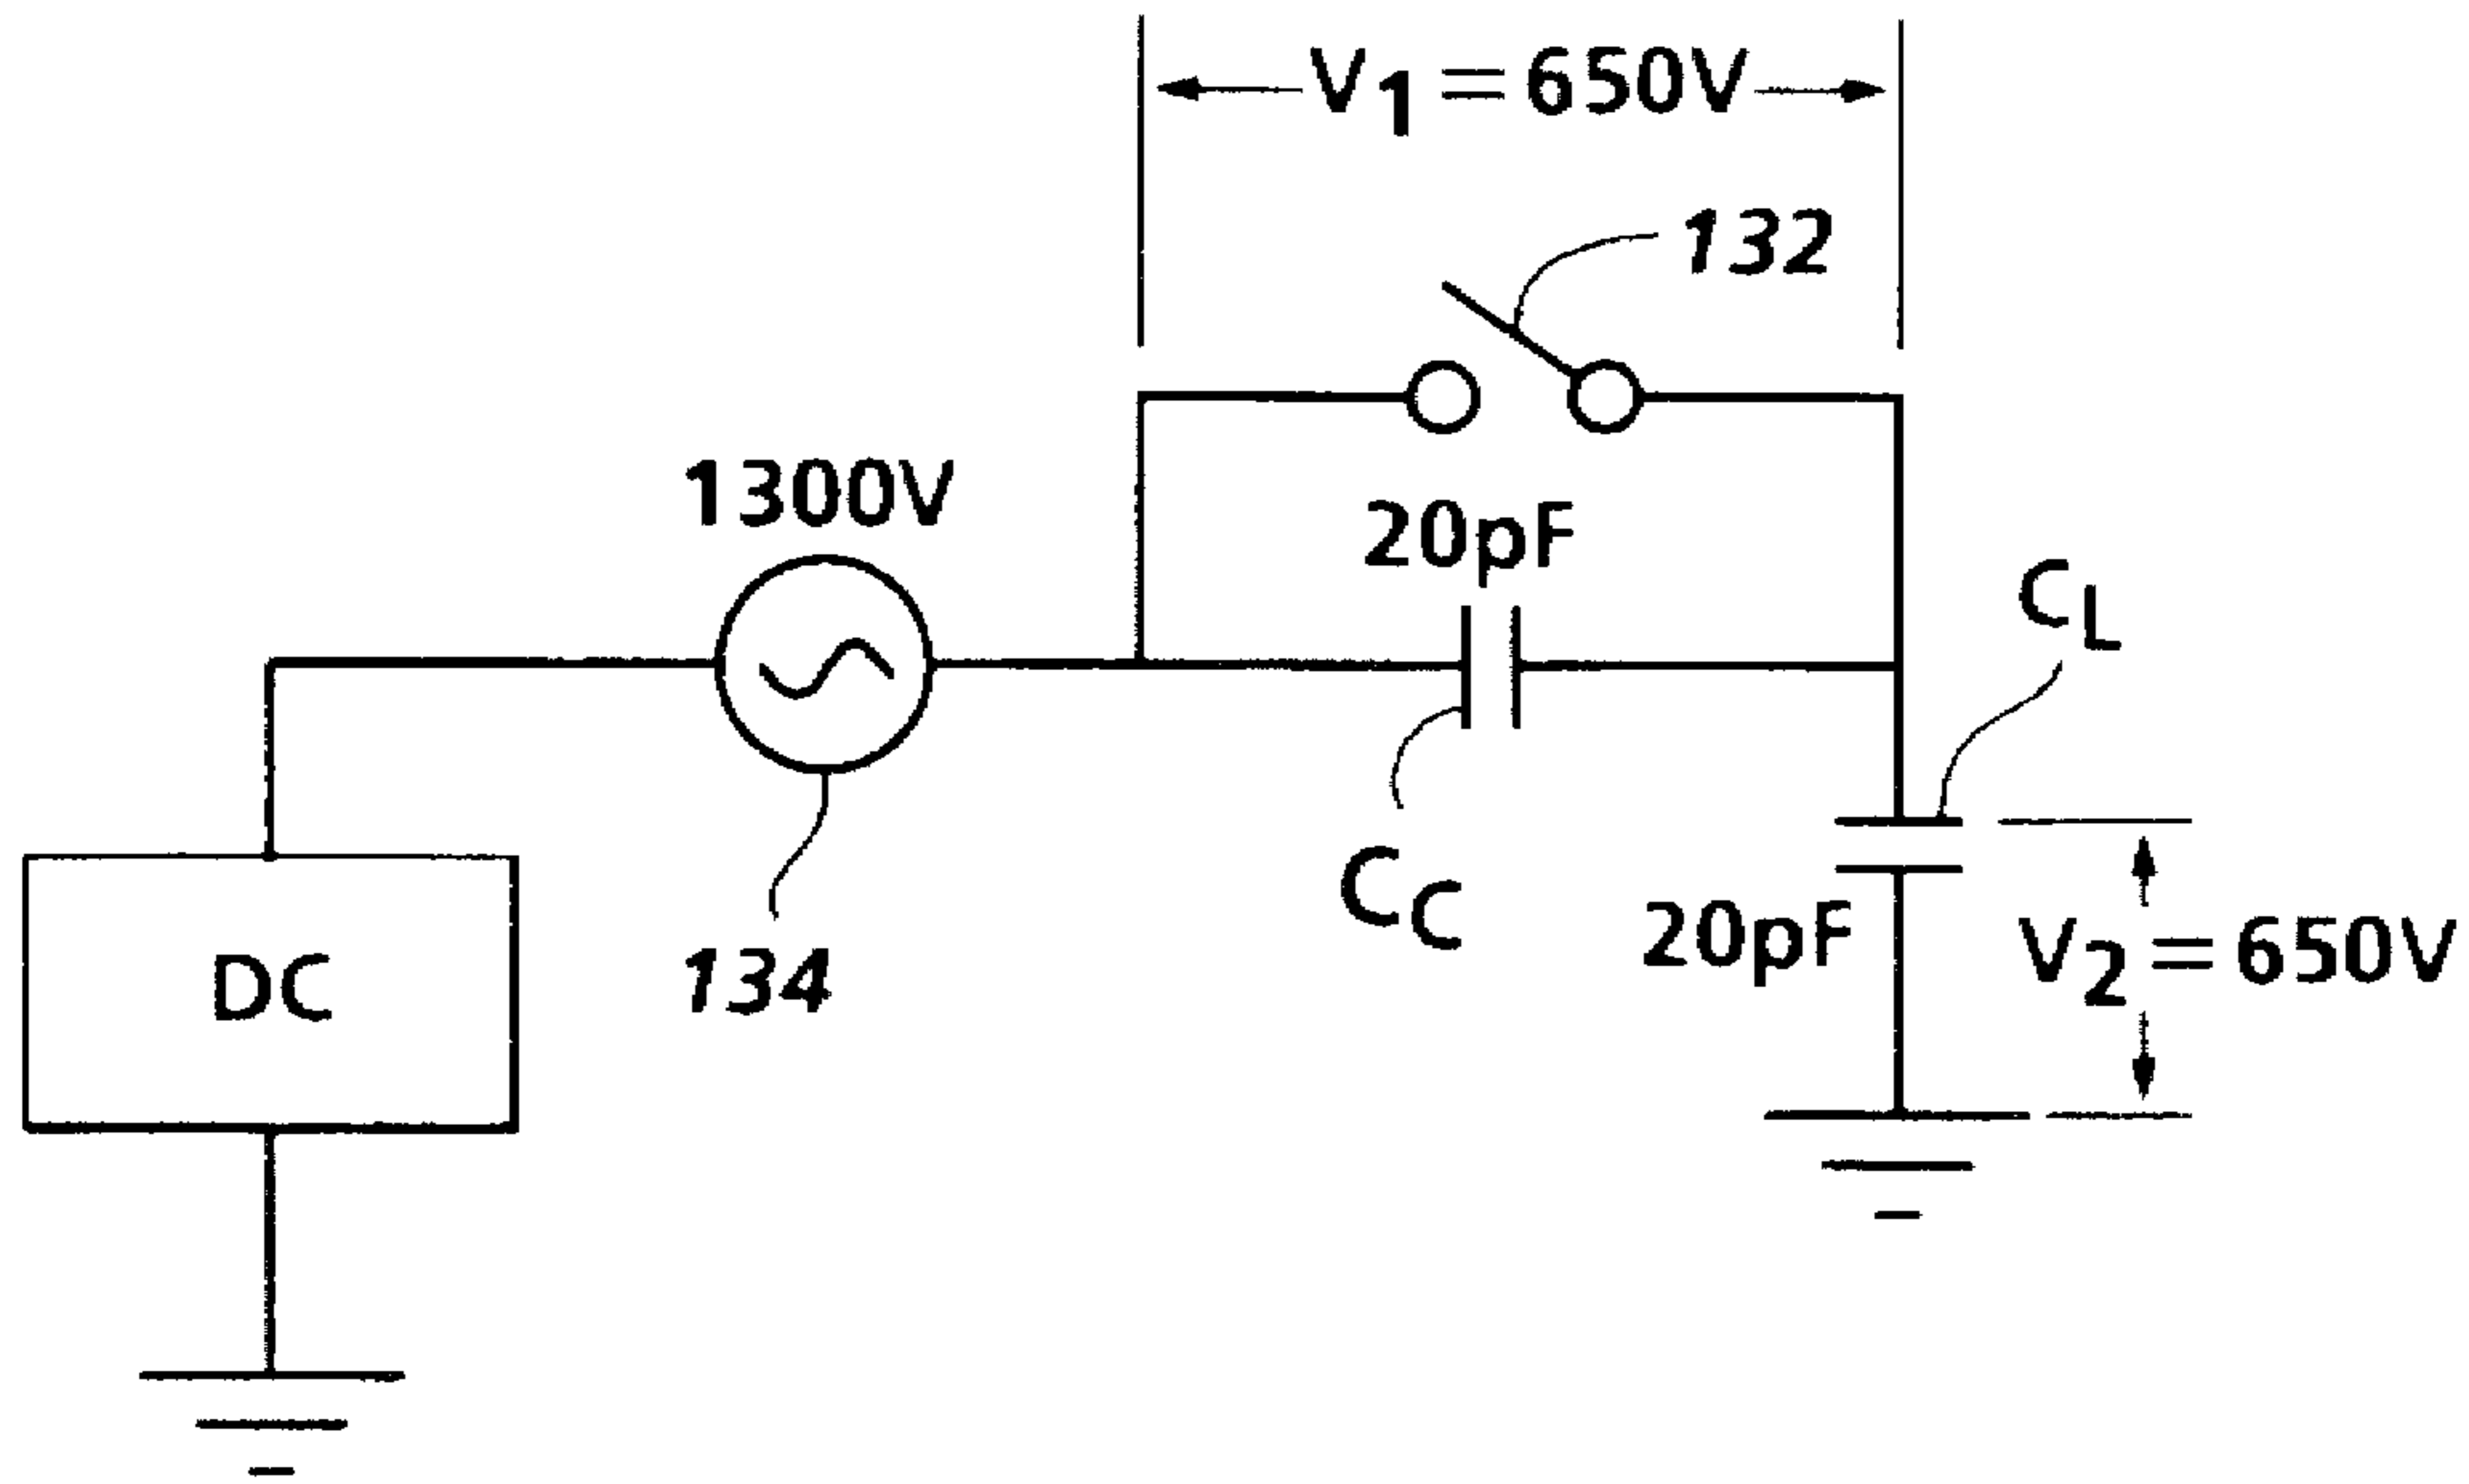 V1 = 650V
132
1300V
20pF
CL
CC
20pF
V2 = 650V
134
DC